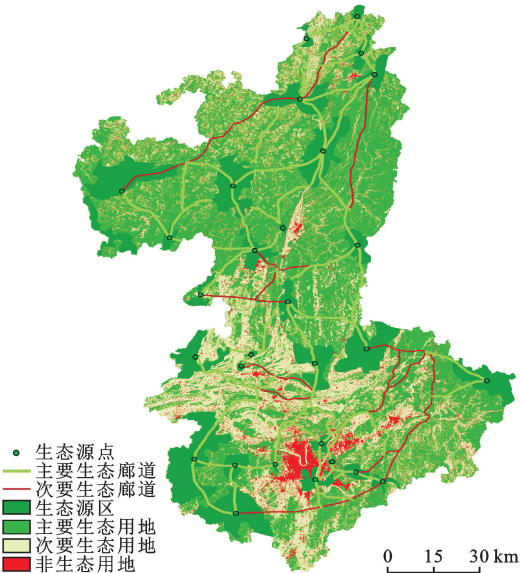 生态源点
主要生态廊道
次要生态廊道
生态源区
主要生态用地
次要生态用地
非生态用地
0 15 30 km